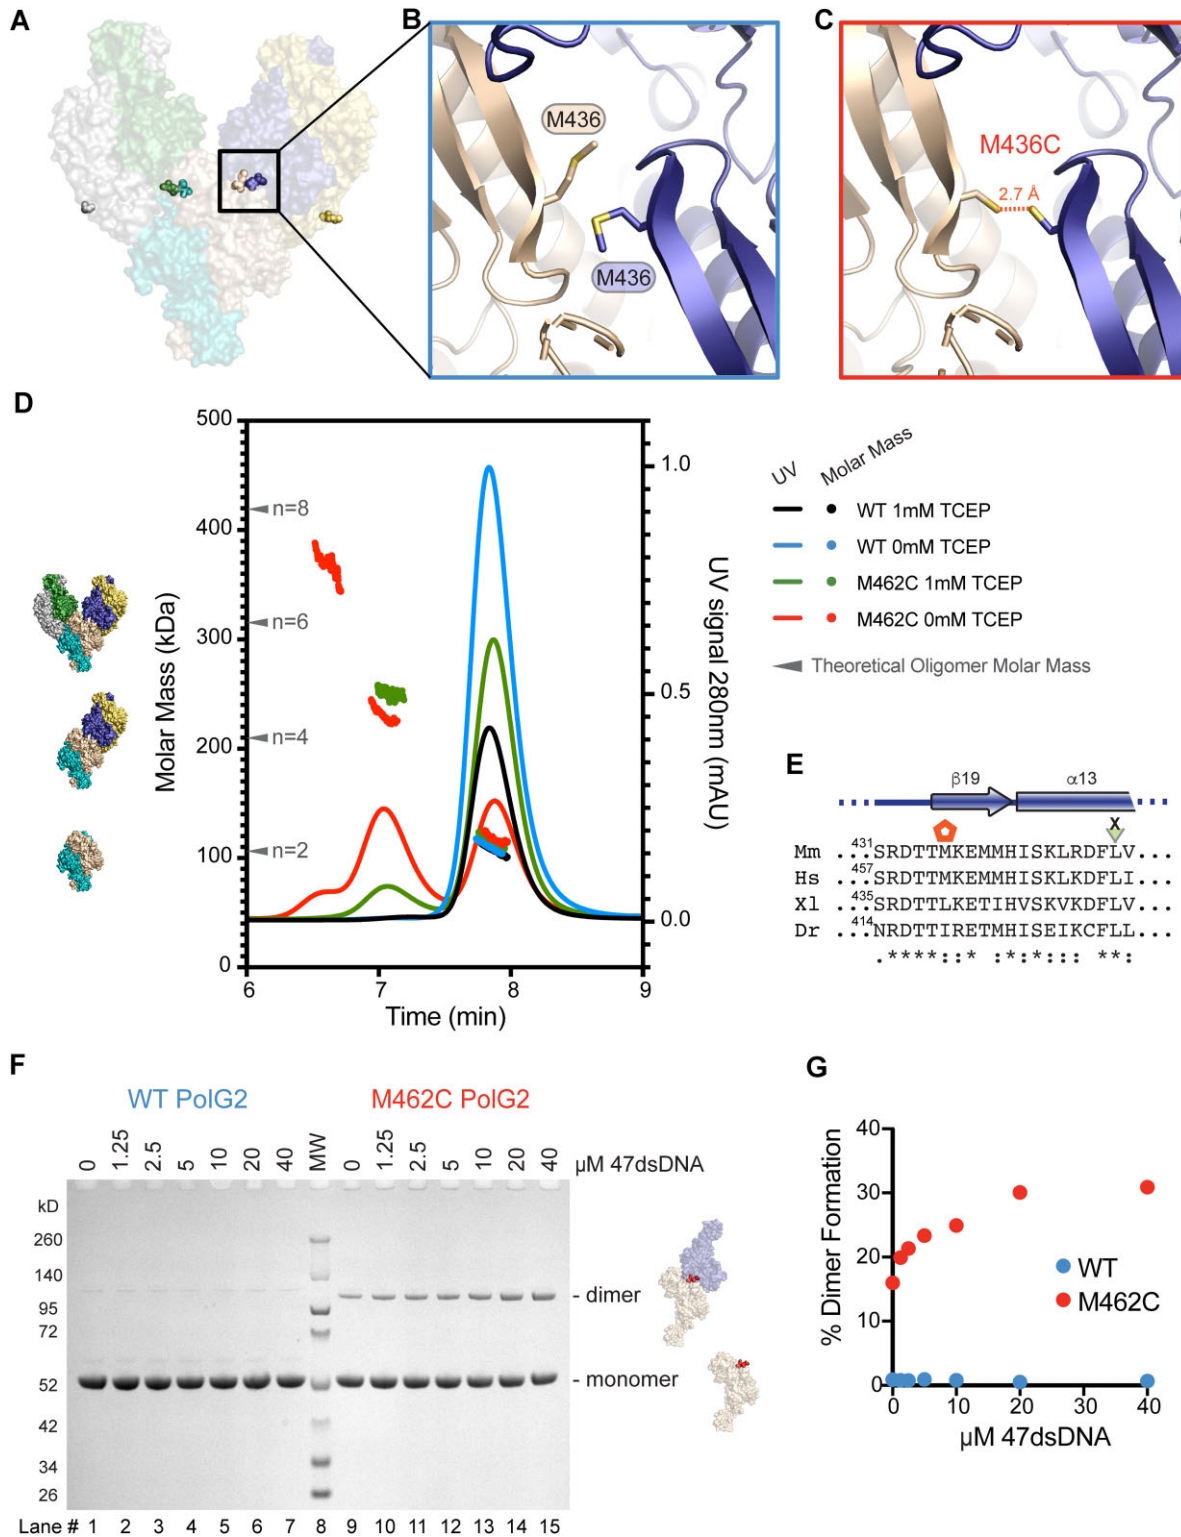 A
B
C
M436
M436
M436C
2.7 Å
D
500
400
300
200
100
0
n=8
n=6
n=4
n=2
Molar Mass (kDa)
6
7
8
9
Time (min)
1.0
0.5
0.0
UV signal 280nm (mAU)
UV Molar Mass
WT 1mM TCEP
WT 0mM TCEP
M462C 1mM TCEP
M462C 0mM TCEP
Theoretical Oligomer Molar Mass
E
β19 α13
X
Mm ...431SRDTTMKEMMHISKLRDFLV...
Hs ...457SRDTTMKEMMHISKLKDFLI...
Xl ...435SRDTTLKETIHVSKVKDFLV...
Dr ...414NRDTTIRETMHISEIKCFLL...
.****::* *:*::: **:
F
WT PolG2 M462C PolG2
0 1.25 2.5 5 10 20 40 MW 0 1.25 2.5 5 10 20 40 µM 47dsDNA
kD
260
140
95
72
52
42
34
26
- dimer
- monomer
Lane # 1 2 3 4 5 6 7 8 9 10 11 12 13 14 15
G
40
30
20
10
0
% Dimer Formation
WT
M462C
0 10 20 30 40
µM 47dsDNA